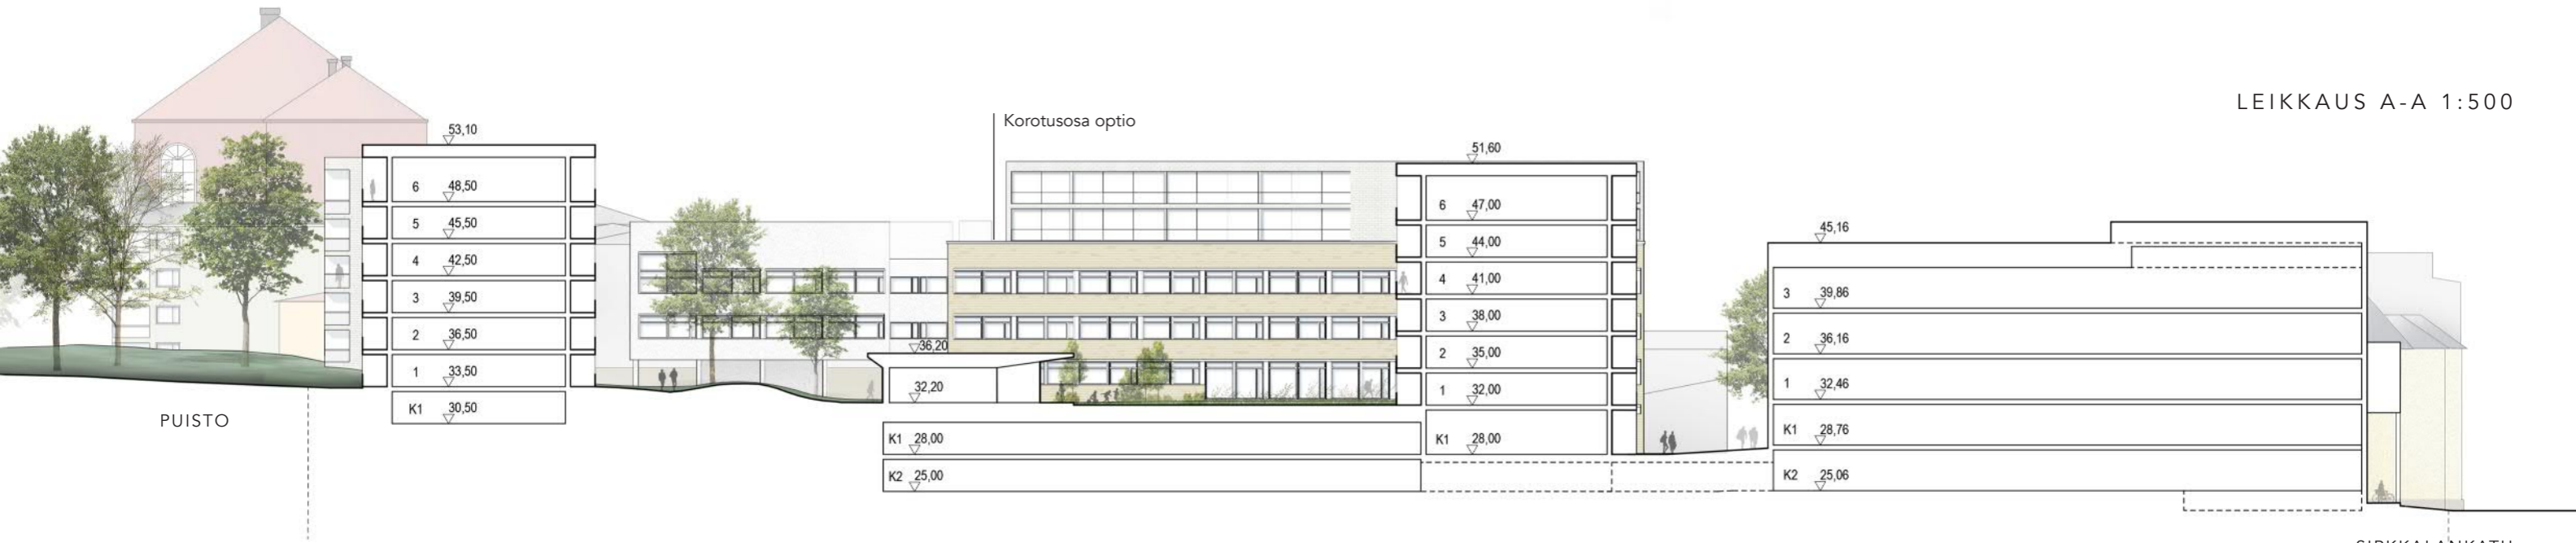 LEIKKAUS A-A 1:500
Korotusosa optio
53,10
6 48,50
5 45,50
4 42,50
3 39,50
2 36,50
1 33,50
K1 30,50
PUISTO
36,20
32,20
K1 28,00
K2 25,00
51,60
6 47,00
5 44,00
4 41,00
3 38,00
2 35,00
1 32,00
K1 28,00
45,16
3 39,86
2 36,16
1 32,46
K1 28,76
K2 25,06